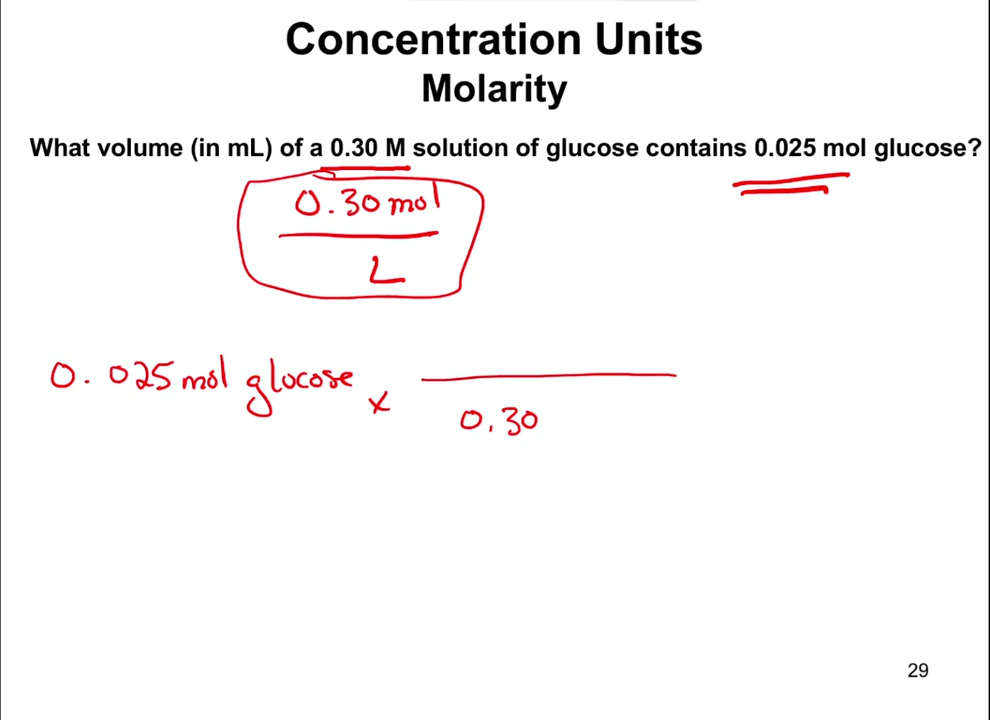 Concentration Units
Molarity
What volume (in mL) of a 0.30 M solution of glucose contains 0.025 mol glucose?
0.30 mol
L
0.025 mol glucose x
0.30
29